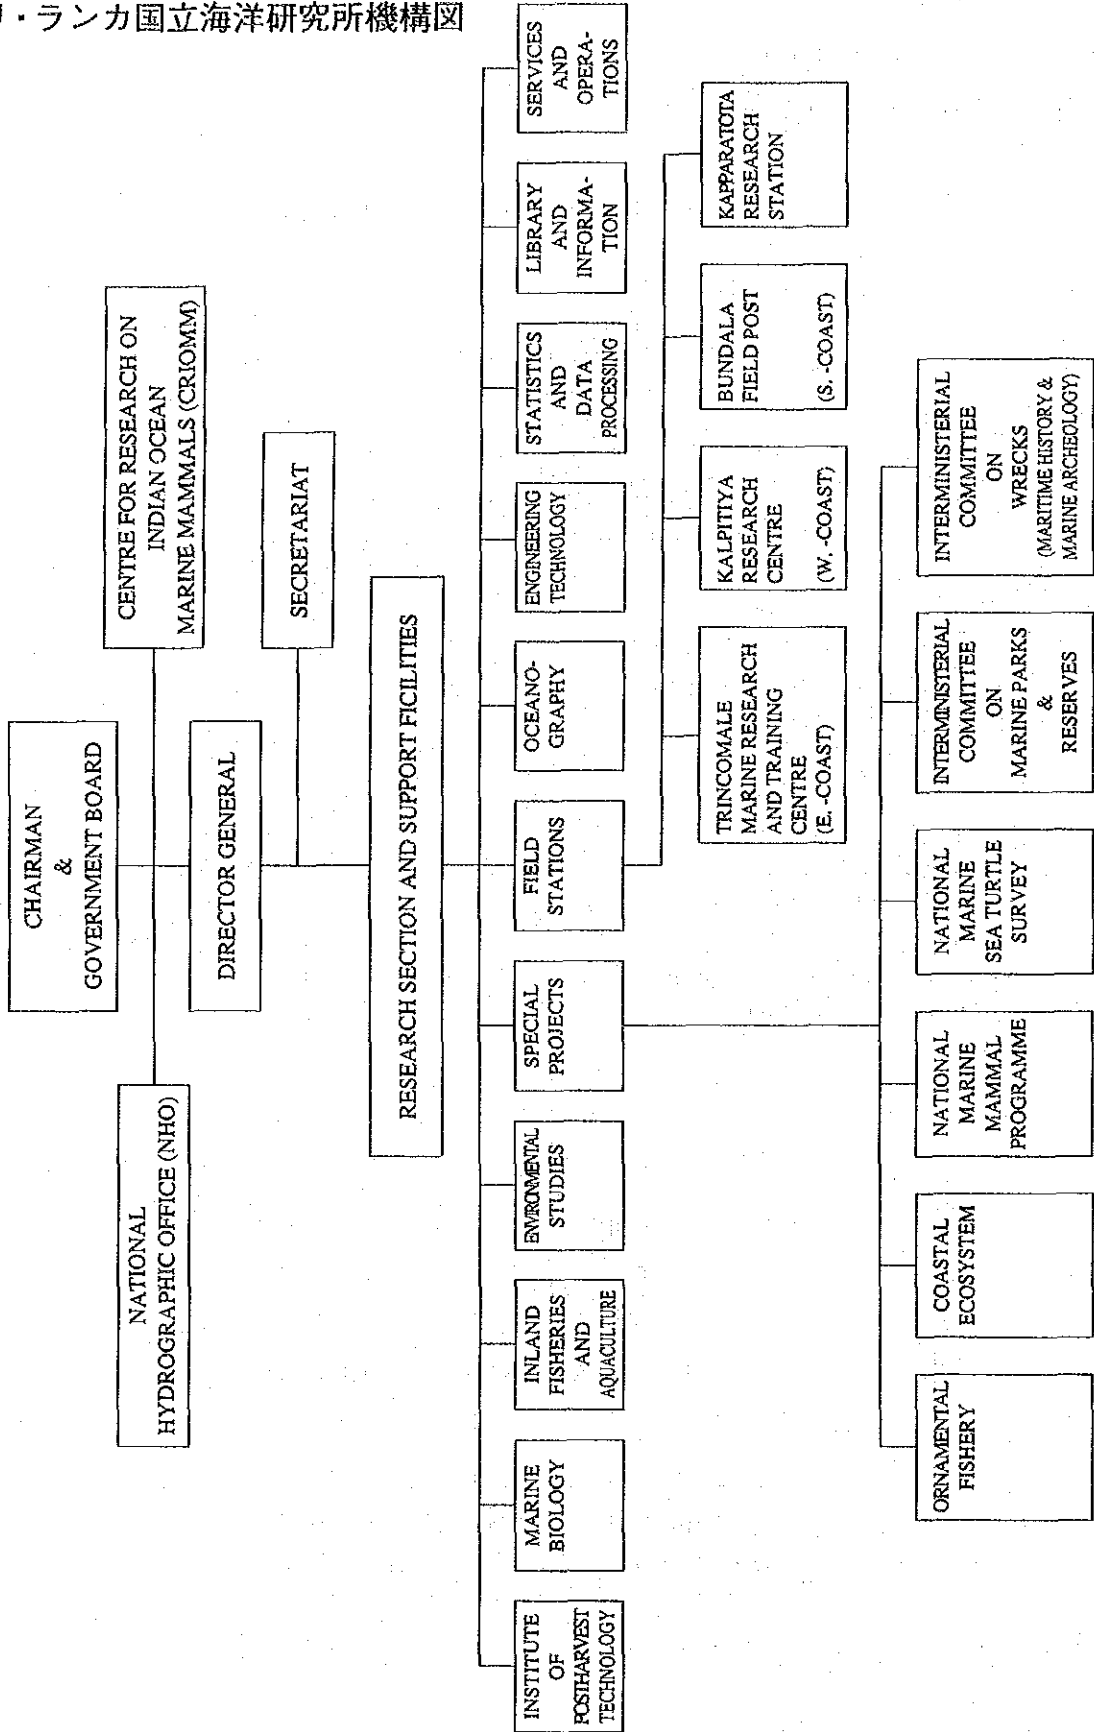 ・ランカ国立海洋研究所機構図
CHAIRMAN
&
GOVERNMENT BOARD
NATIONAL
HYDROGRAPHIC OFFICE (NHO)
CENTRE FOR RESEARCH ON
INDIAN OCEAN
MARINE MAMMALS (CRIOMM)
DIRECTOR GENERAL
SECRETARIAT
RESEARCH SECTION AND SUPPORT FICILITIES
INSTITUTE
OF
POSTHARVEST
TECHNOLOGY
MARINE
BIOLOGY
INLAND
FISHERIES
AND
AQUACULTURE
ENVIRONMENTAL
STUDIES
SPECIAL
PROJECTS
FIELD
STATIONS
OCEANO-
GRAPHY
ENGINEERING
TECHNOLOGY
STATISTICS
AND
DATA
PROCESSING
LIBRARY
AND
INFORMA-
TION
SERVICES
AND
OPERA-
TIONS
TRINCOMALE
MARINE RESEARCH
AND TRAINING
CENTRE
(E. -COAST)
KALPITIYA
RESEARCH
CENTRE
(W. -COAST)
BUNDALA
FIELD POST
(S. -COAST)
KAPPARATOTA
RESEARCH
STATION
ORNAMENTAL
FISHERY
COASTAL
ECOSYSTEM
NATIONAL
MARINE
MAMMAL
PROGRAMME
NATIONAL
MARINE
SEA TURTLE
SURVEY
INTERMINISTERIAL
COMMITTEE
ON
MARINE PARKS
&
RESERVES
INTERMINISTERIAL
COMMITTEE
ON
WRECKS
(MARITIME HISTORY &
MARINE ARCHEOLOGY)